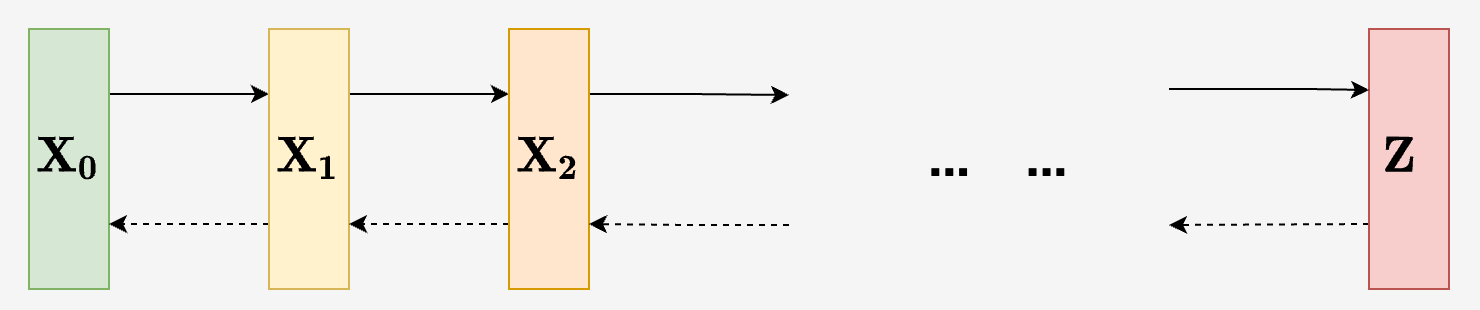 X₀ X₁ X₂ ... ... Z